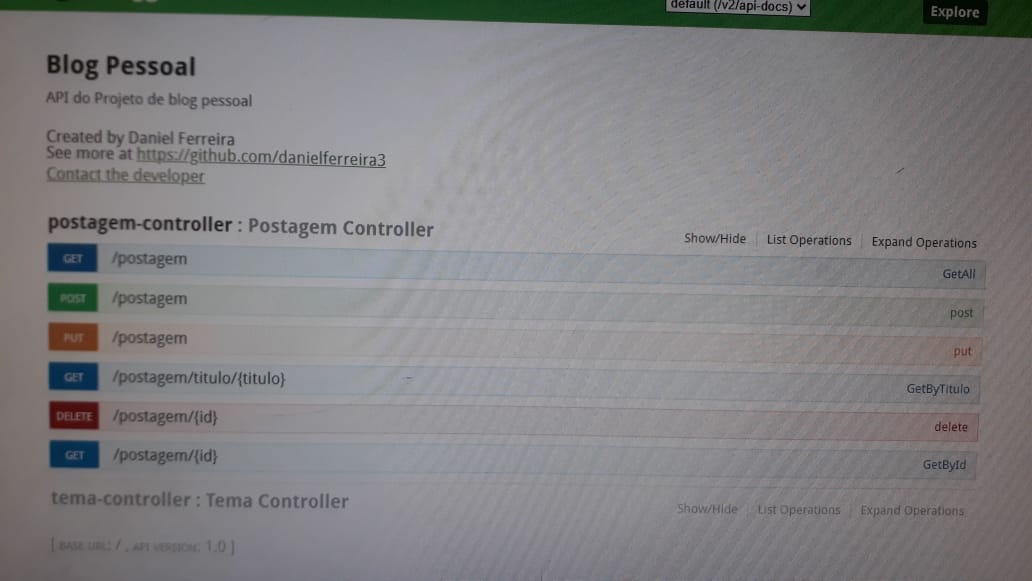 default (/v2/api-docs)
Explore
Blog Pessoal
API do Projeto de blog pessoal
Created by Daniel Ferreira
See more at https://github.com/danielferreira3
Contact the developer
postagem-controller : Postagem Controller
Show/Hide
List Operations
Expand Operations
GET /postagem GetAll
POST /postagem post
PUT /postagem put
GET /postagem/titulo/{titulo} GetByTitulo
DELETE /postagem/{id} delete
GET /postagem/{id} GetById
tema-controller : Tema Controller
Show/Hide
List Operations
Expand Operations
[ BASE URL: / , API VERSION: 1.0 ]